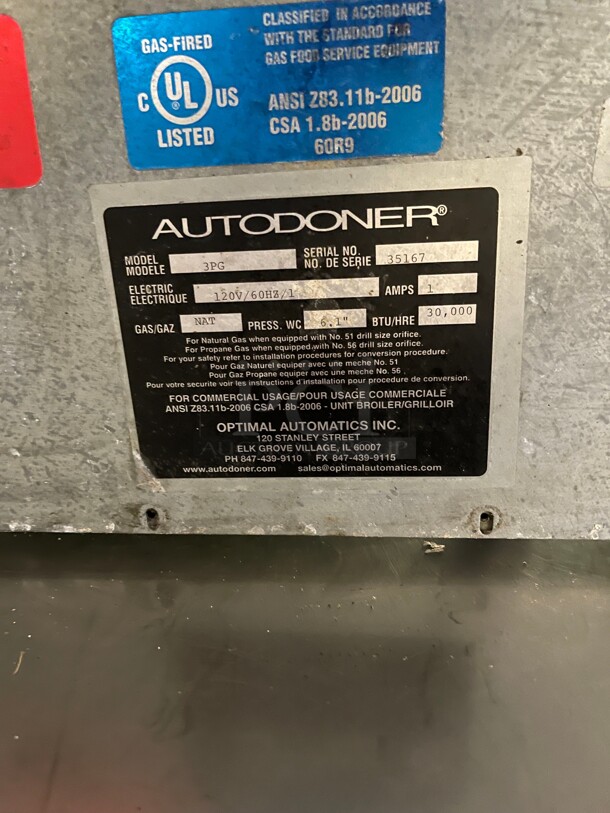 GAS-FIRED
C UL ® US
LISTED
CLASSIFIED IN ACCORDANCE
WITH THE STANDARD FOR
GAS FOOD SERVICE EQUIPMENT
ANSI Z83.11b-2006
CSA 1.8b-2006
60R9
AUTODONER®
MODEL
MODELE 3PG
SERIAL NO.
NO. DE SERIE 35167
ELECTRIC
ELECTRIQUE 120V/60HZ/1 AMPS 1
GAS/GAZ NAT PRESS. WC 6.1" BTU/HRE 30,000
For Natural Gas when equipped with No. 51 drill size orifice.
For Propane Gas when equipped with No. 56 drill size orifice.
For your safety refer to installation procedures for conversion procedure.
Pour Gaz Naturel equiper avec une meche No. 51
Pour Gaz Propane equiper avec une meche No. 56 .
Pour votre securite voir les instructions d'installation pour procedure de conversion.
FOR COMMERCIAL USAGE/POUR USAGE COMMERCIALE
ANSI Z83.11b-2006 CSA 1.8b-2006 - UNIT BROILER/GRILLOIR
OPTIMAL AUTOMATICS INC.
120 STANLEY STREET
ELK GROVE VILLAGE, IL 60007
PH 847-439-9110 FX 847-439-9115
www.autodoner.com sales@optimalautomatics.com